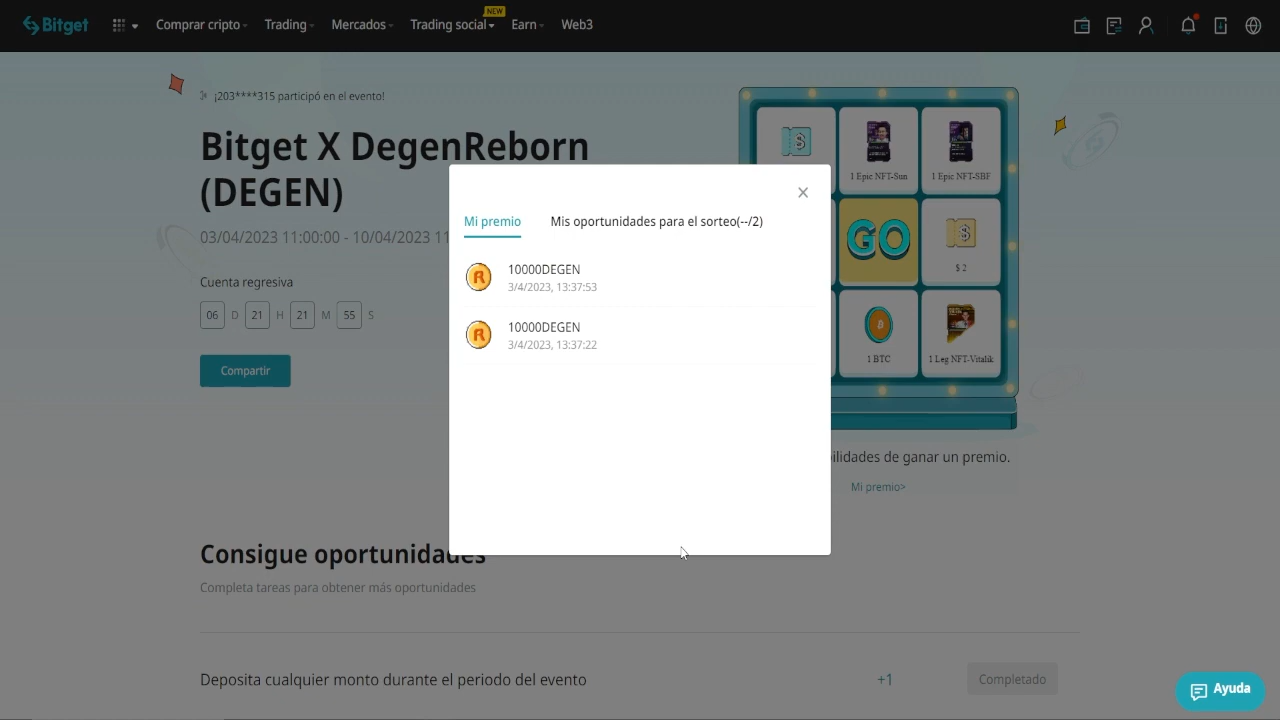 Bitget
Comprar cripto
Trading
Mercados
Trading social
NEW
Earn
Web3
¡203****315 participó en el evento!
Bitget X DegenReborn
(DEGEN)
03/04/2023 11:00:00 - 10/04/2023 11
Cuenta regresiva
06 D 21 H 21 M 55 S
Compartir
Mi premio
Mis oportunidades para el sorteo(--/2)
10000DEGEN
3/4/2023, 13:37:53
10000DEGEN
3/4/2023, 13:37:22
$
1 Epic NFT-Sun
1 Epic NFT-SBF
GO
$ 2
1 BTC
1 Leg NFT-Vitalik
ilidades de ganar un premio.
Mi premio>
Consigue oportunidades
Completa tareas para obtener más oportunidades
Deposita cualquier monto durante el periodo del evento
+1
Completado
Ayuda